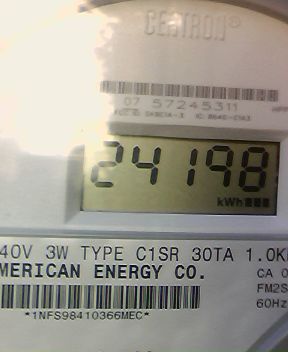 CENTRON®
07 57245311
24198
kWh
40V 3W TYPE C1SR 30TA 1.0K
MERICAN ENERGY CO.
CA 0
FM2S
60Hz
*1NFS98410366MEC*